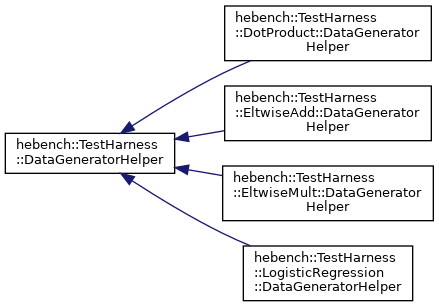 hebench::TestHarness
::DataGeneratorHelper
hebench::TestHarness
::DotProduct::DataGenerator
Helper
hebench::TestHarness
::EltwiseAdd::DataGenerator
Helper
hebench::TestHarness
::EltwiseMult::DataGenerator
Helper
hebench::TestHarness
::LogisticRegression
::DataGeneratorHelper